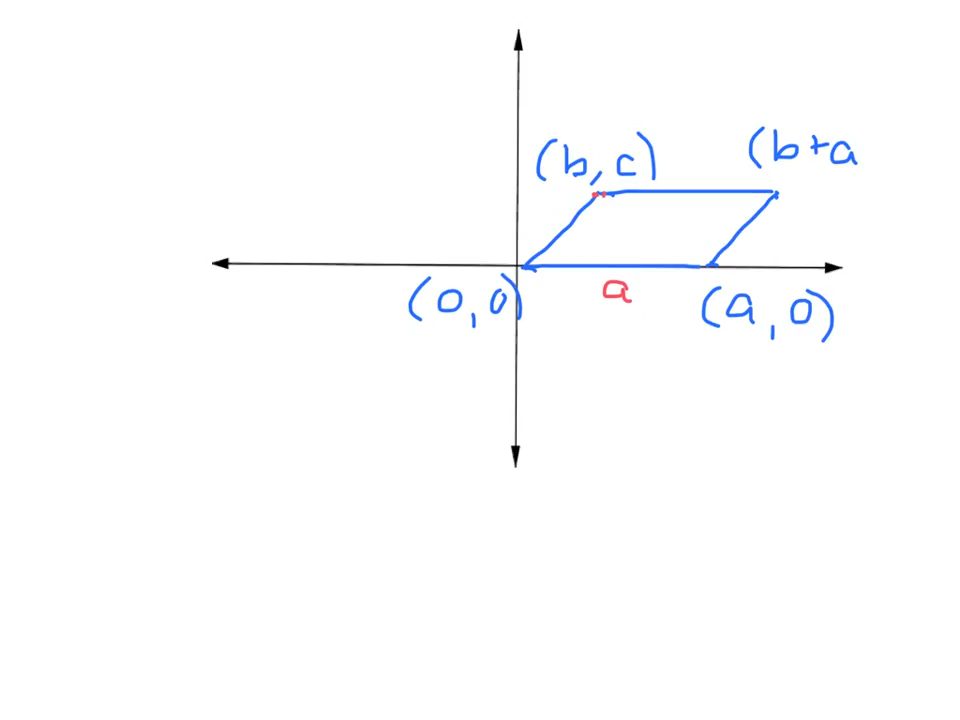 (b, c) (b+a
(0, 0) a (a, 0)